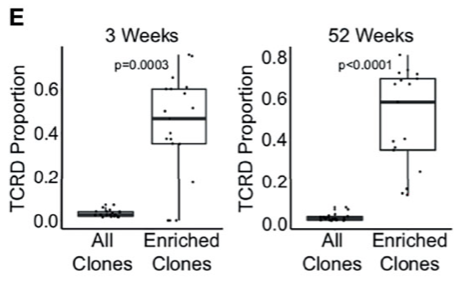 E
3 Weeks
52 Weeks
p=0.0003
p<0.0001
TCRD Proportion
0.6
0.4
0.2
0.0
TCRD Proportion
0.8
0.6
0.4
0.2
0.0
All
Clones
Enriched
Clones
All
Clones
Enriched
Clones